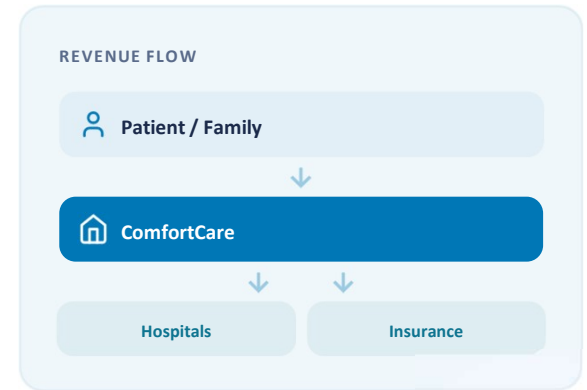 REVENUE FLOW
Patient / Family
ComfortCare
Hospitals
Insurance